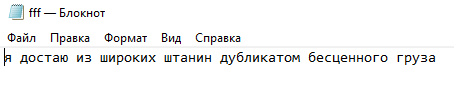 fff — Блокнот
Файл Правка Формат Вид Справка
я достаю из широких штанин дубликатом бесценного груза